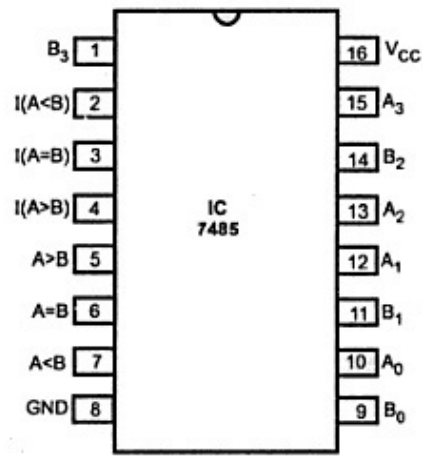 B₃ 1 16 V_CC
I(A<B) 2 15 A₃
I(A=B) 3 14 B₂
I(A>B) 4 13 A₂
IC
7485
A>B 5 12 A₁
A=B 6 11 B₁
A<B 7 10 A₀
GND 8 9 B₀